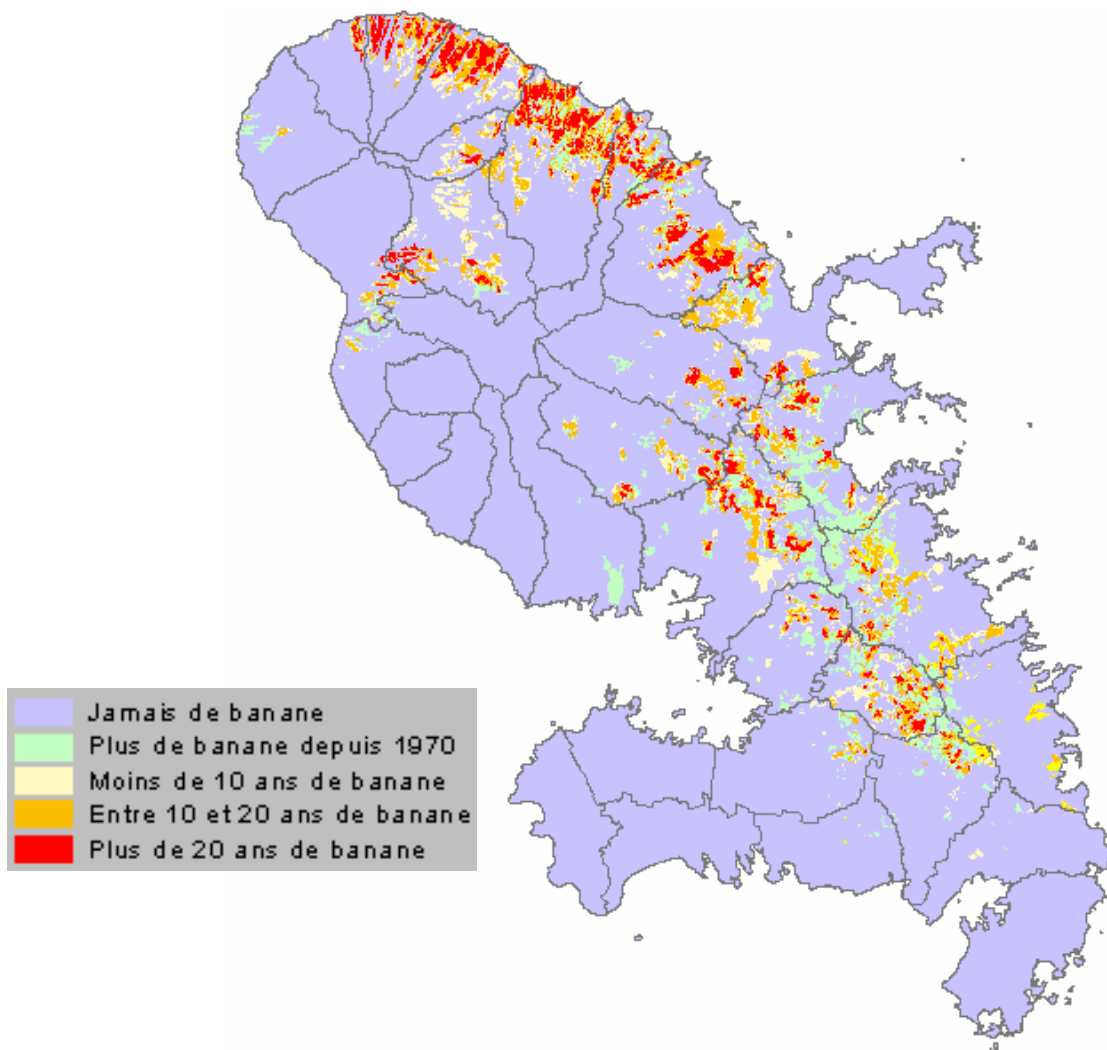 Jamais de banane
Plus de banane depuis 1970
Moins de 10 ans de banane
Entre 10 et 20 ans de banane
Plus de 20 ans de banane